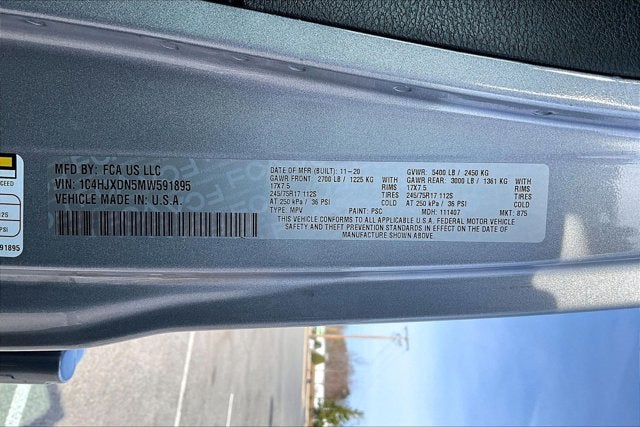 MFD BY: FCA US LLC
VIN: 1C4HJXDN5MW591895
VEHICLE MADE IN: U.S.A.
DATE OF MFR (BUILT): 11-20
GAWR FRONT: 2700 LB / 1225 KG
17X7.5
245/75R17 112S TIRES
AT 250 kPa / 36 PSI COLD
TYPE: MPV PAINT: PSC
GVWR: 5400 LB / 2450 KG
GAWR REAR: 3000 LB / 1361 KG
17X7.5
245/75R17 112S TIRES
AT 250 kPa / 36 PSI COLD
MDH: 111407 MKT: 875
THIS VEHICLE CONFORMS TO ALL APPLICABLE U.S.A. FEDERAL MOTOR VEHICLE
SAFETY AND THEFT PREVENTION STANDARDS IN EFFECT ON THE DATE OF
MANUFACTURE SHOWN ABOVE.
XCEED
PSI
91895